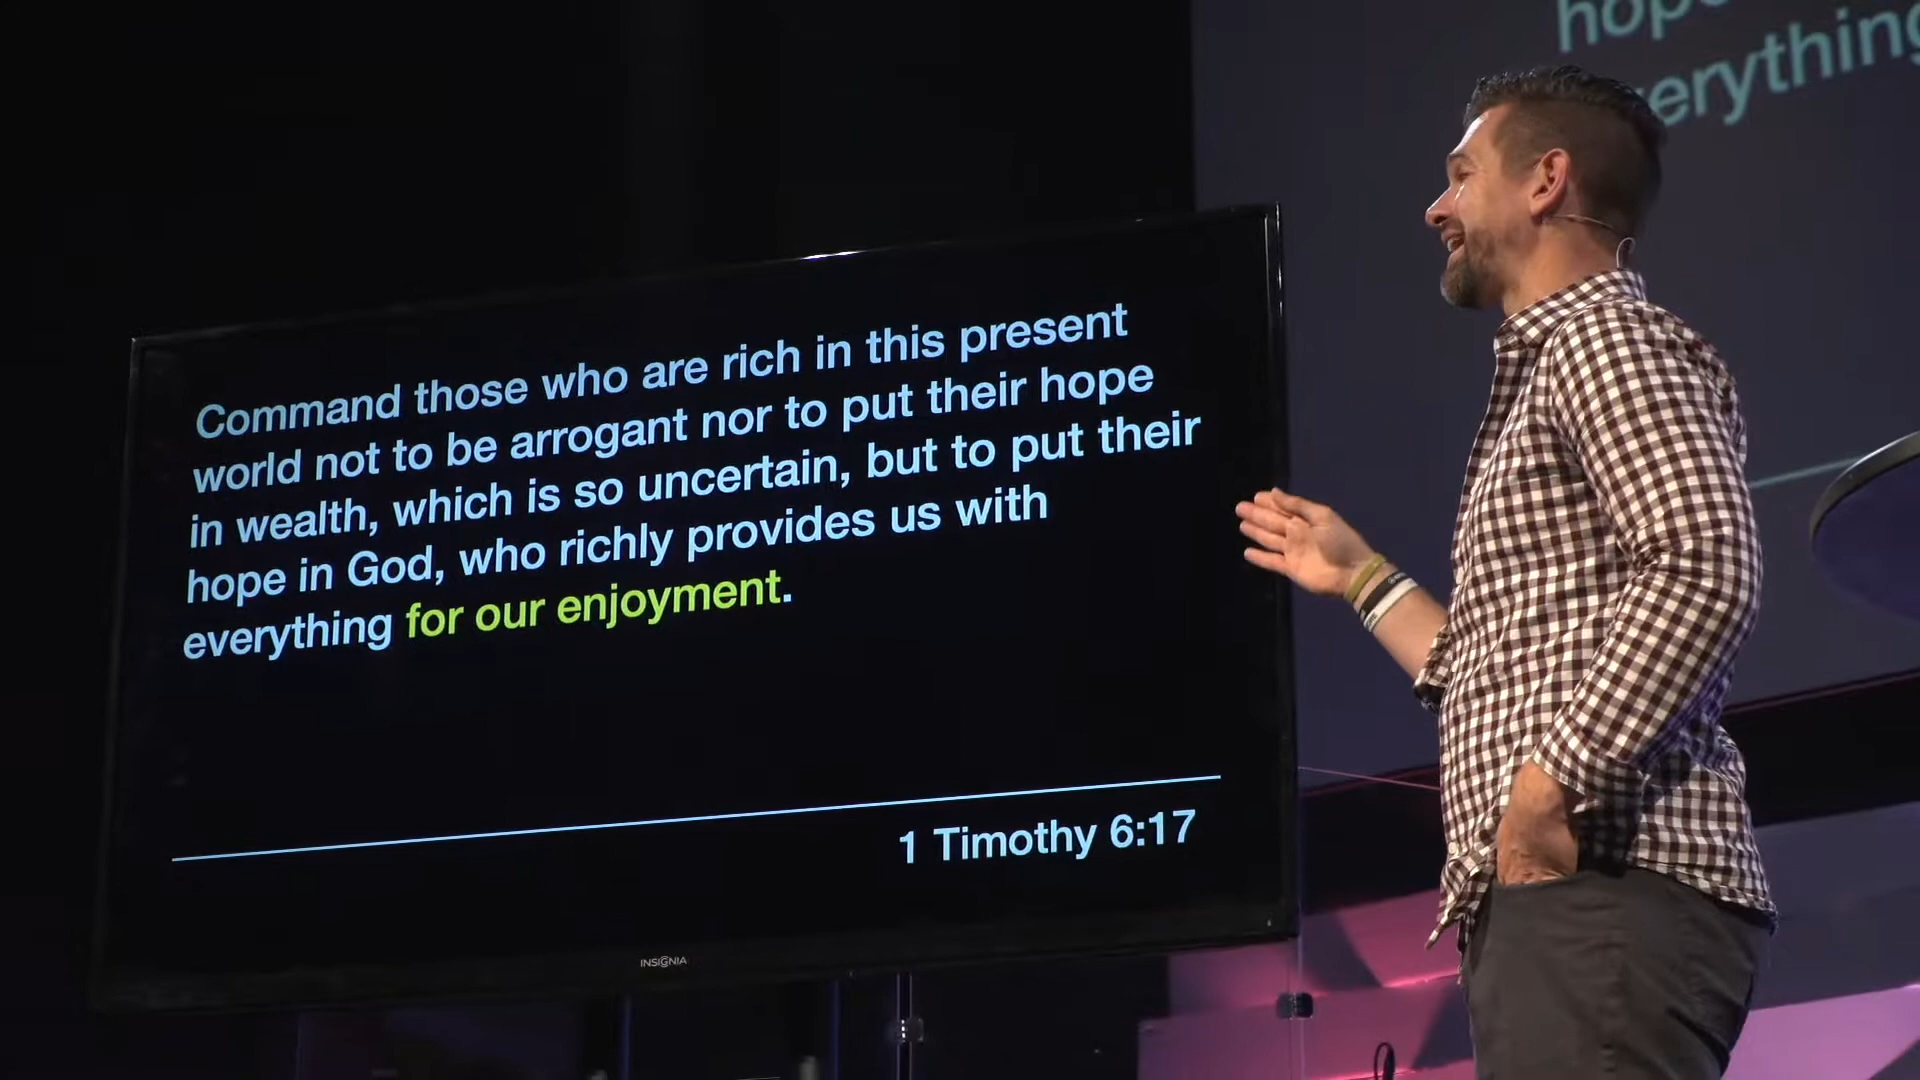 Command those who are rich in this present
world not to be arrogant nor to put their hope
in wealth, which is so uncertain, but to put their
hope in God, who richly provides us with
everything for our enjoyment.
1 Timothy 6:17
INSIGNIA